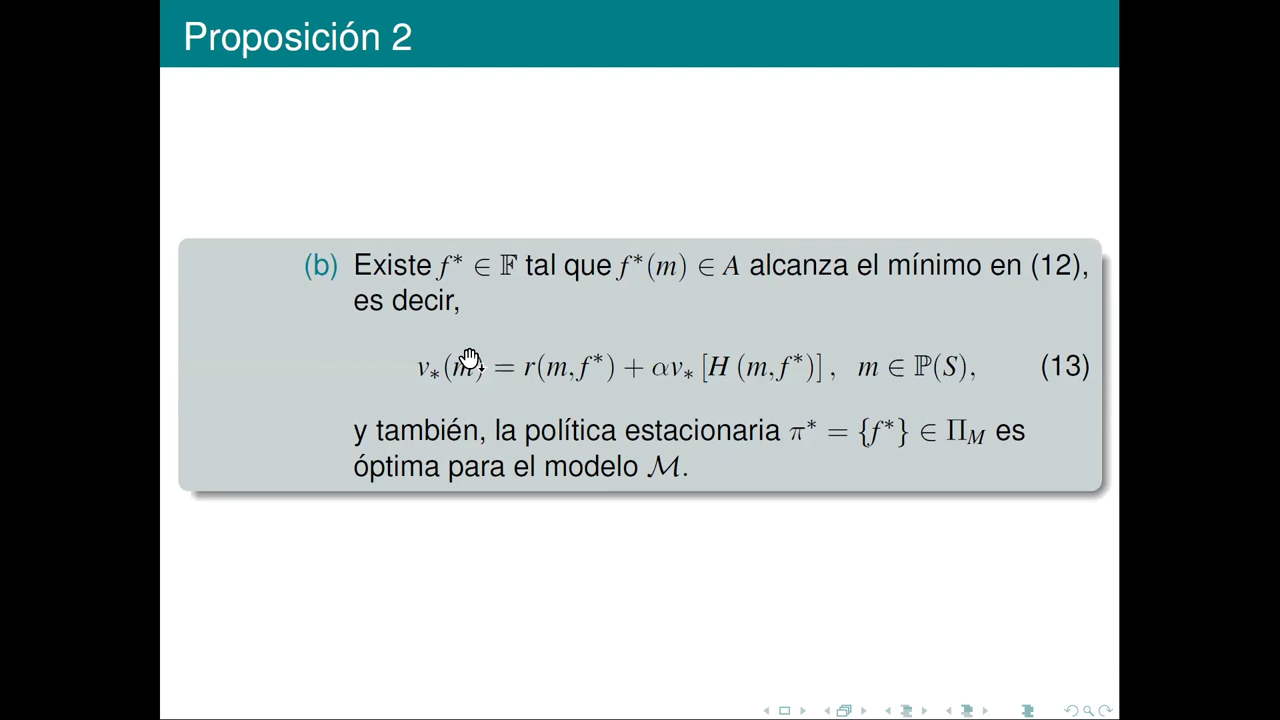 Proposición 2
(b) Existe f* ∈ 𝔽 tal que f*(m) ∈ A alcanza el mínimo en (12),
es decir,
v∗(m) = r(m, f*) + αv∗ [H (m, f*)] , m ∈ ℙ(S), (13)
y también, la política estacionaria π* = {f*} ∈ Π_M es
óptima para el modelo ℳ.